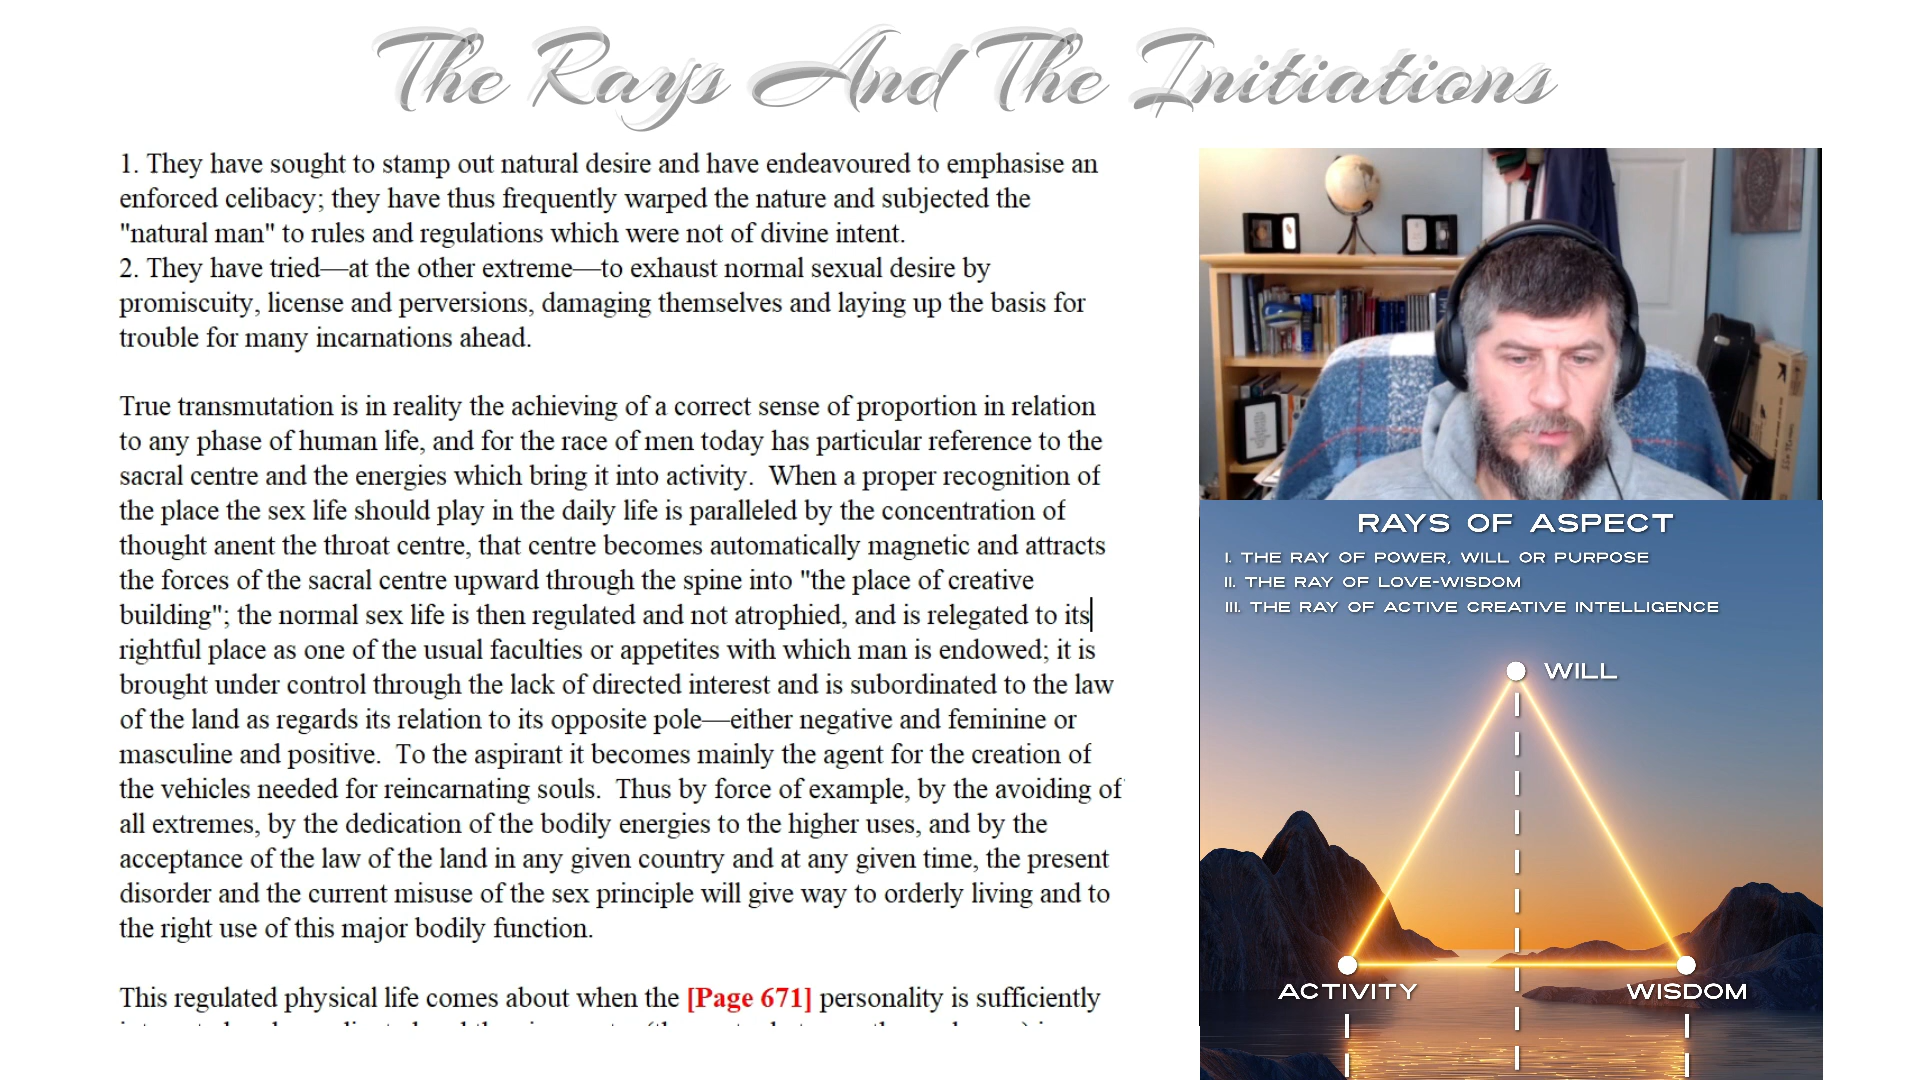 The Rays And The Initiations
1. They have sought to stamp out natural desire and have endeavoured to emphasise an
enforced celibacy; they have thus frequently warped the nature and subjected the
"natural man" to rules and regulations which were not of divine intent.
2. They have tried—at the other extreme—to exhaust normal sexual desire by
promiscuity, license and perversions, damaging themselves and laying up the basis for
trouble for many incarnations ahead.
True transmutation is in reality the achieving of a correct sense of proportion in relation
to any phase of human life, and for the race of men today has particular reference to the
sacral centre and the energies which bring it into activity.  When a proper recognition of
the place the sex life should play in the daily life is paralleled by the concentration of
thought anent the throat centre, that centre becomes automatically magnetic and attracts
the forces of the sacral centre upward through the spine into "the place of creative
building"; the normal sex life is then regulated and not atrophied, and is relegated to its
rightful place as one of the usual faculties or appetites with which man is endowed; it is
brought under control through the lack of directed interest and is subordinated to the law
of the land as regards its relation to its opposite pole—either negative and feminine or
masculine and positive.  To the aspirant it becomes mainly the agent for the creation of
the vehicles needed for reincarnating souls.  Thus by force of example, by the avoiding of
all extremes, by the dedication of the bodily energies to the higher uses, and by the
acceptance of the law of the land in any given country and at any given time, the present
disorder and the current misuse of the sex principle will give way to orderly living and to
the right use of this major bodily function.
This regulated physical life comes about when the [Page 671] personality is sufficiently
RAYS OF ASPECT
I. THE RAY OF POWER, WILL OR PURPOSE
II. THE RAY OF LOVE-WISDOM
III. THE RAY OF ACTIVE CREATIVE INTELLIGENCE
WILL
ACTIVITY
WISDOM